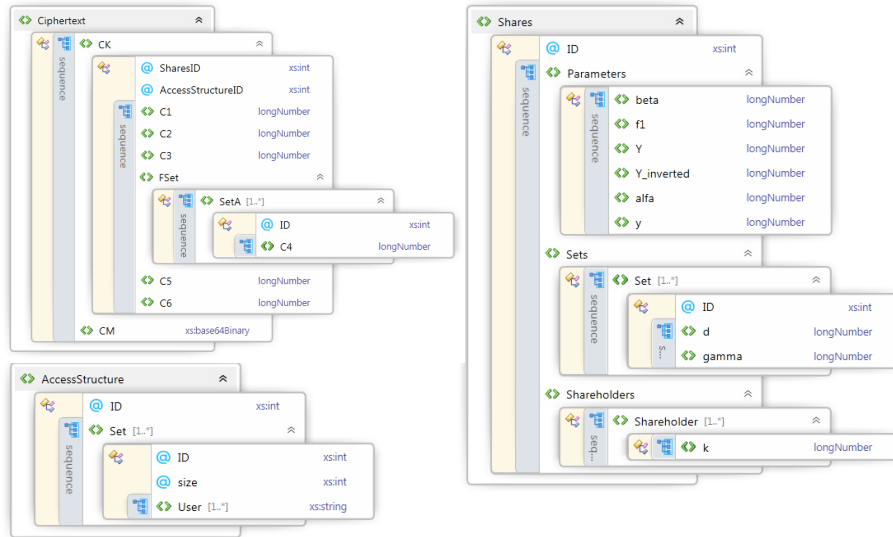 Ciphertext
CK
sequence
SharesID xs:int
AccessStructureID xs:int
sequence
C1 longNumber
C2 longNumber
C3 longNumber
FSet
SetA [1..*]
sequence
ID xs:int
C4 longNumber
C5 longNumber
C6 longNumber
CM xs:base64Binary
AccessStructure
ID xs:int
sequence
Set [1..*]
ID xs:int
size xs:int
User [1..*] xs:string
Shares
ID xs:int
sequence
Parameters
sequence
beta longNumber
f1 longNumber
Y longNumber
Y_inverted longNumber
alfa longNumber
y longNumber
Sets
sequence
Set [1..*]
ID xs:int
s...
d longNumber
gamma longNumber
Shareholders
seq...
Shareholder [1..*]
k longNumber